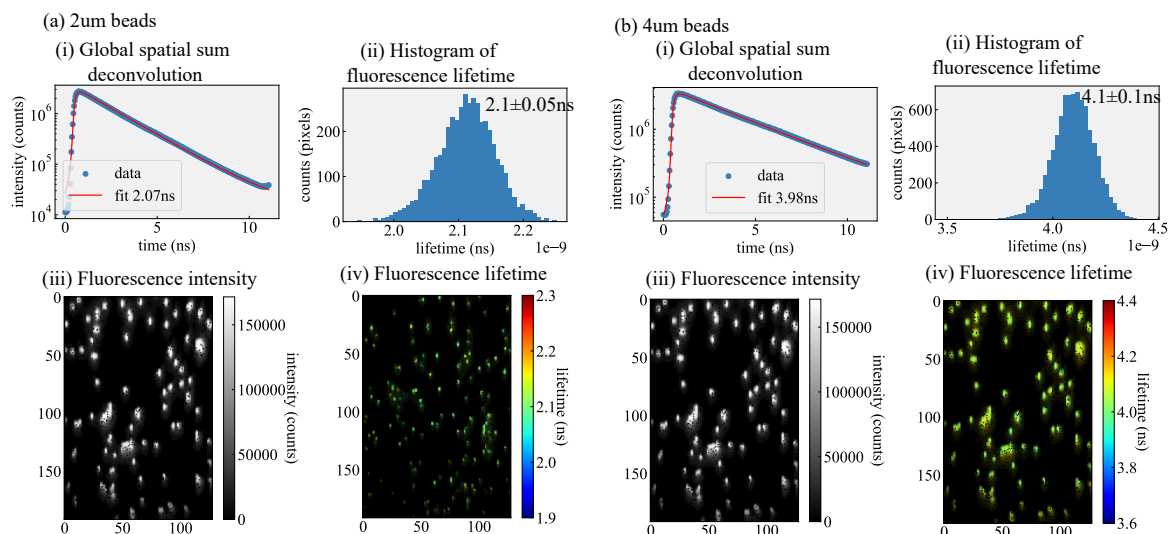 (a) 2um beads
(i) Global spatial sum
deconvolution
intensity (counts)
10^6
10^5
10^4
data
fit 2.07ns
0
5
10
time (ns)
(ii) Histogram of
fluorescence lifetime
2.1±0.05ns
counts (pixels)
200
100
0
2.0
2.1
2.2
lifetime (ns)
1e−9
(iii) Fluorescence intensity
0
50
100
150
0
50
100
150000
100000
50000
0
intensity (counts)
(iv) Fluorescence lifetime
0
50
100
150
0
50
100
2.3
2.2
2.1
2.0
1.9
lifetime (ns)
(b) 4um beads
(i) Global spatial sum
deconvolution
intensity (counts)
10^6
10^5
data
fit 3.98ns
0
5
10
time (ns)
(ii) Histogram of
fluorescence lifetime
4.1±0.1ns
counts (pixels)
600
400
200
0
3.5
4.0
4.5
lifetime (ns)
1e−9
(iii) Fluorescence intensity
0
50
100
150
0
50
100
150000
100000
50000
0
intensity (counts)
(iv) Fluorescence lifetime
0
50
100
150
0
50
100
4.4
4.2
4.0
3.8
3.6
lifetime (ns)